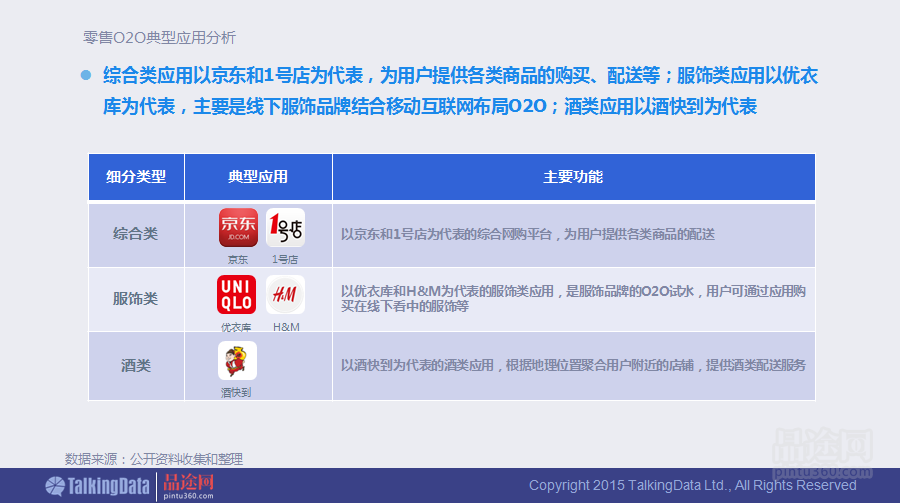 零售O2O典型应用分析
综合类应用以京东和1号店为代表，为用户提供各类商品的购买、配送等；服饰类应用以优衣
库为代表，主要是线下服饰品牌结合移动互联网布局O2O；酒类应用以酒快到为代表
细分类型 典型应用 主要功能
综合类
京东
JD.COM
1号店
京东 1号店
以京东和1号店为代表的综合网购平台，为用户提供各类商品的配送
服饰类
UNI
QLO
H&M
优衣库 H&M
以优衣库和H&M为代表的服饰类应用，是服饰品牌的O2O试水，用户可通过应用购
买在线下看中的服饰等
酒类
酒快到
以酒快到为代表的酒类应用，根据地理位置聚合用户附近的店铺，提供酒类配送服务
数据来源：公开资料收集和整理
品途网
pintu360.com
TalkingData
品途网
pintu360.com
Copyright 2015 TalkingData Ltd., All Rights Reserved